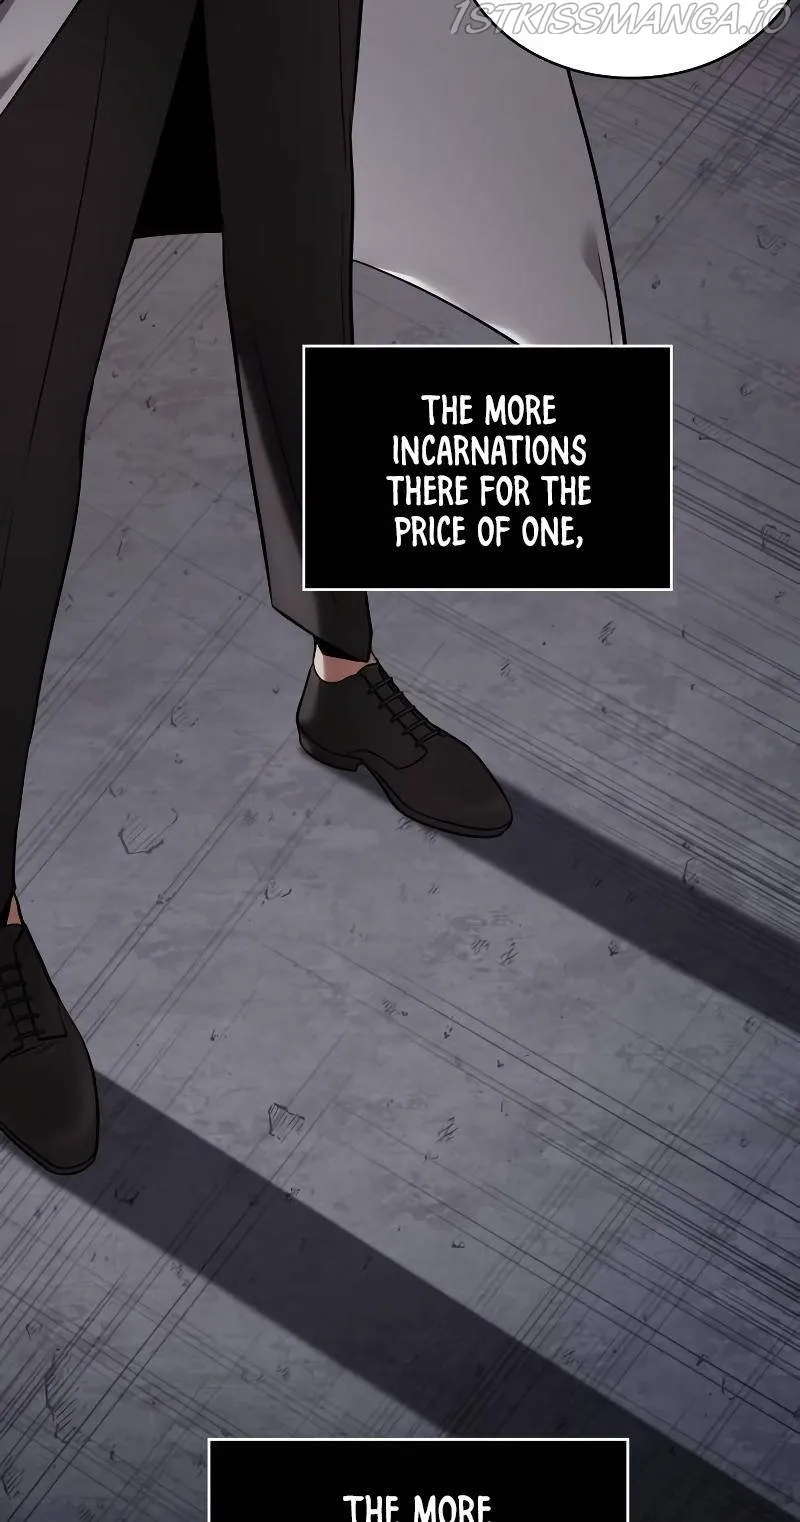 1STKISSMANGA.IO
THE MORE
INCARNATIONS
THERE FOR THE
PRICE OF ONE,
THE MORE